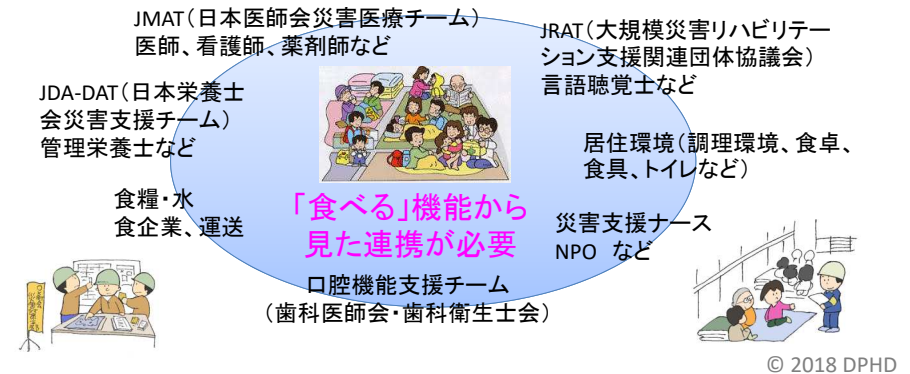 JMAT（日本医師会災害医療チーム）
医師、看護師、薬剤師など
JRAT（大規模災害リハビリテー
ション支援関連団体協議会）
言語聴覚士など
JDA-DAT（日本栄養士
会災害支援チーム）
管理栄養士など
居住環境（調理環境、食卓、
食具、トイレなど）
食糧・水
食企業、運送
「食べる」機能から
見た連携が必要
災害支援ナース
NPO など
口腔機能支援チーム
（歯科医師会・歯科衛生士会）
© 2018 DPHD